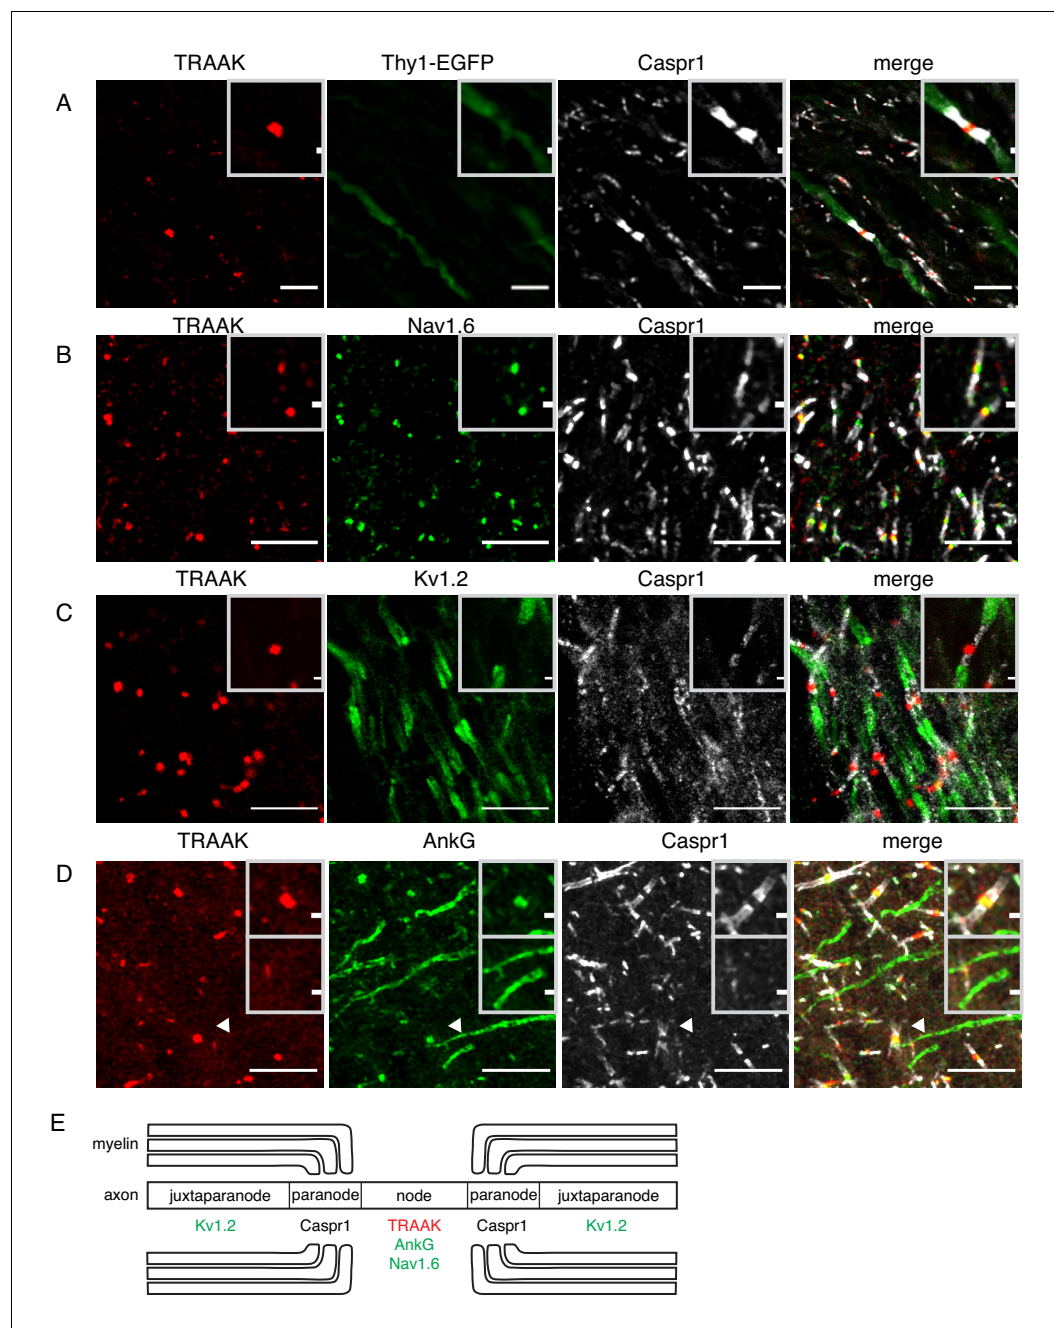 TRAAK Thy1-EGFP Caspr1 merge
A
TRAAK Nav1.6 Caspr1 merge
B
TRAAK Kv1.2 Caspr1 merge
C
TRAAK AnkG Caspr1 merge
D
E
myelin
axon juxtaparanode paranode node paranode juxtaparanode
Kv1.2 Caspr1 TRAAK Caspr1 Kv1.2
AnkG
Nav1.6